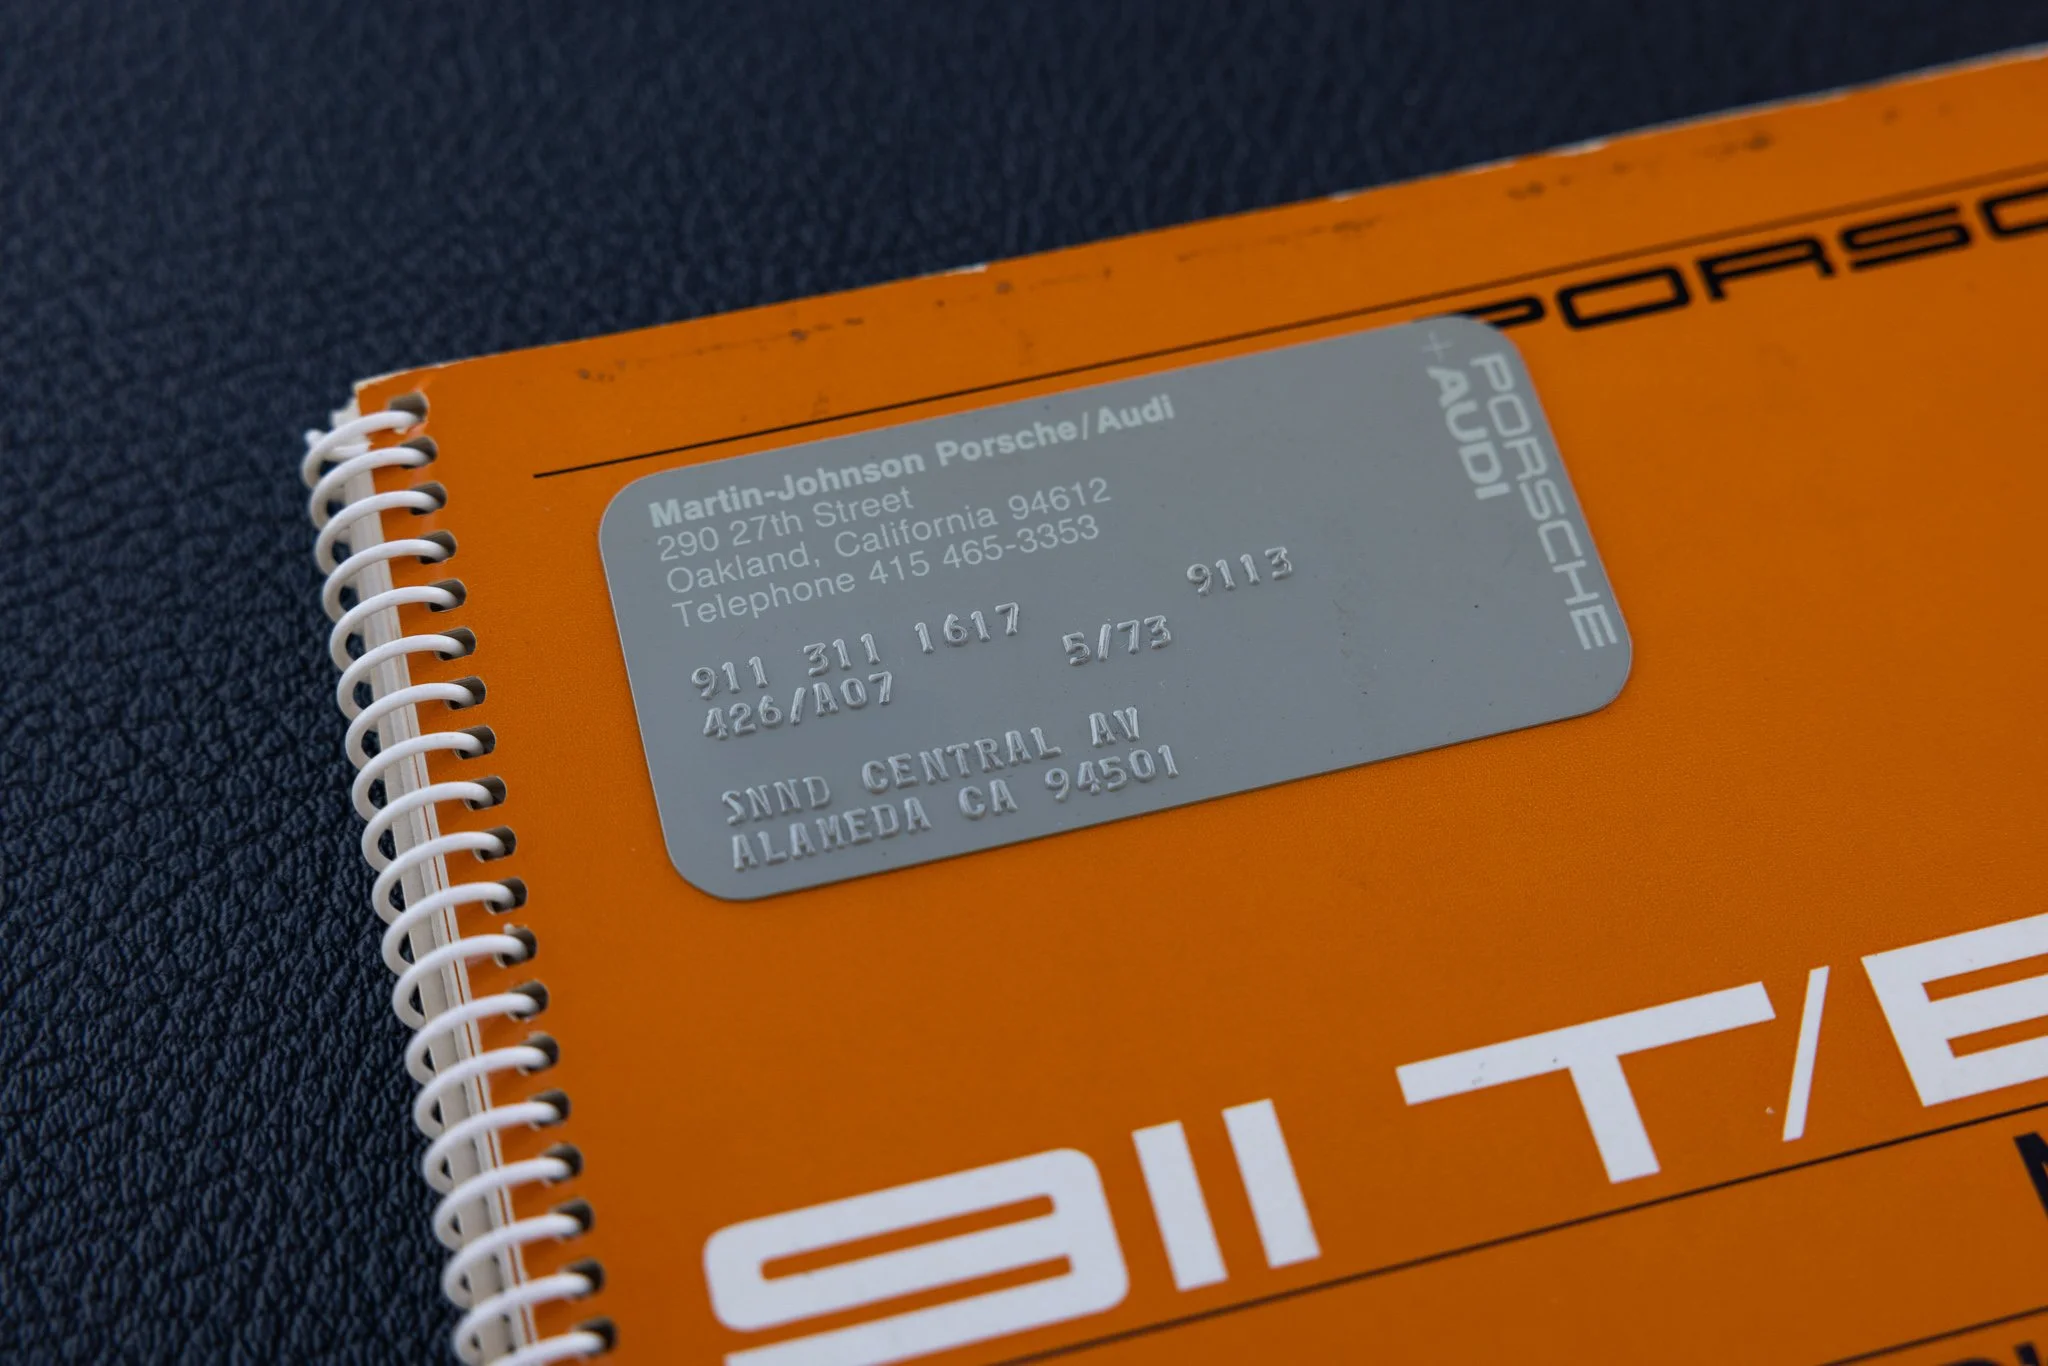 PORSC
+AUDI
PORSCHE
Martin-Johnson Porsche/Audi
290 27th Street
Oakland, California 94612
Telephone 415 465-3353
9113
911 311 1617 5/73
426/A07
SNND CENTRAL AV
ALAMEDA CA 94501
911 T/E